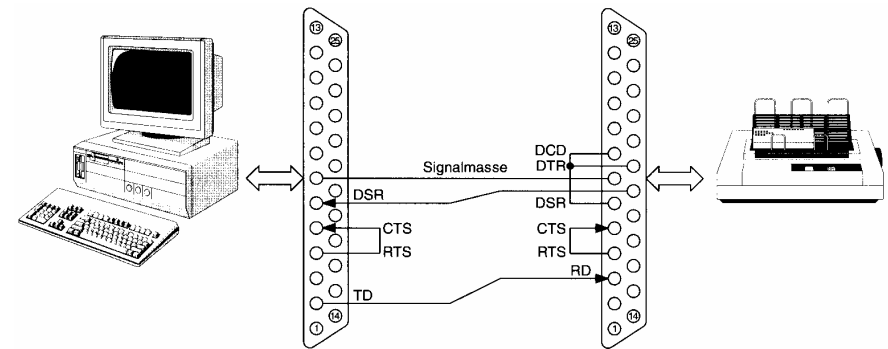 13
25
13
25
DCD
DTR
Signalmasse
DSR
DSR
CTS
CTS
RTS
RTS
RD
TD
14
14
1
1